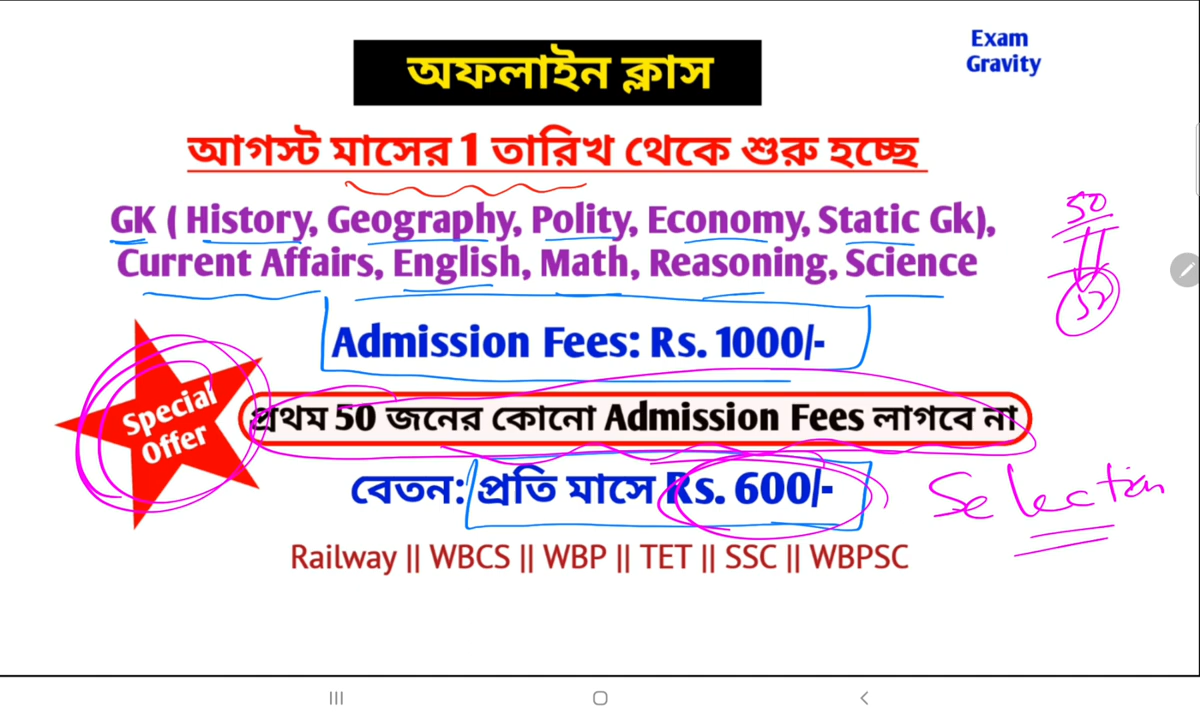 Exam
Gravity
অফলাইন ক্লাস
আগস্ট মাসের 1 তারিখ থেকে শুরু হচ্ছে
GK ( History, Geography, Polity, Economy, Static Gk),
Current Affairs, English, Math, Reasoning, Science
50
50
Admission Fees: Rs. 1000/-
Special
Offer
প্রথম 50 জনের কোনো Admission Fees লাগবে না
বেতন: প্রতি মাসে Rs. 600/-
Selection
Railway || WBCS || WBP || TET || SSC || WBPSC